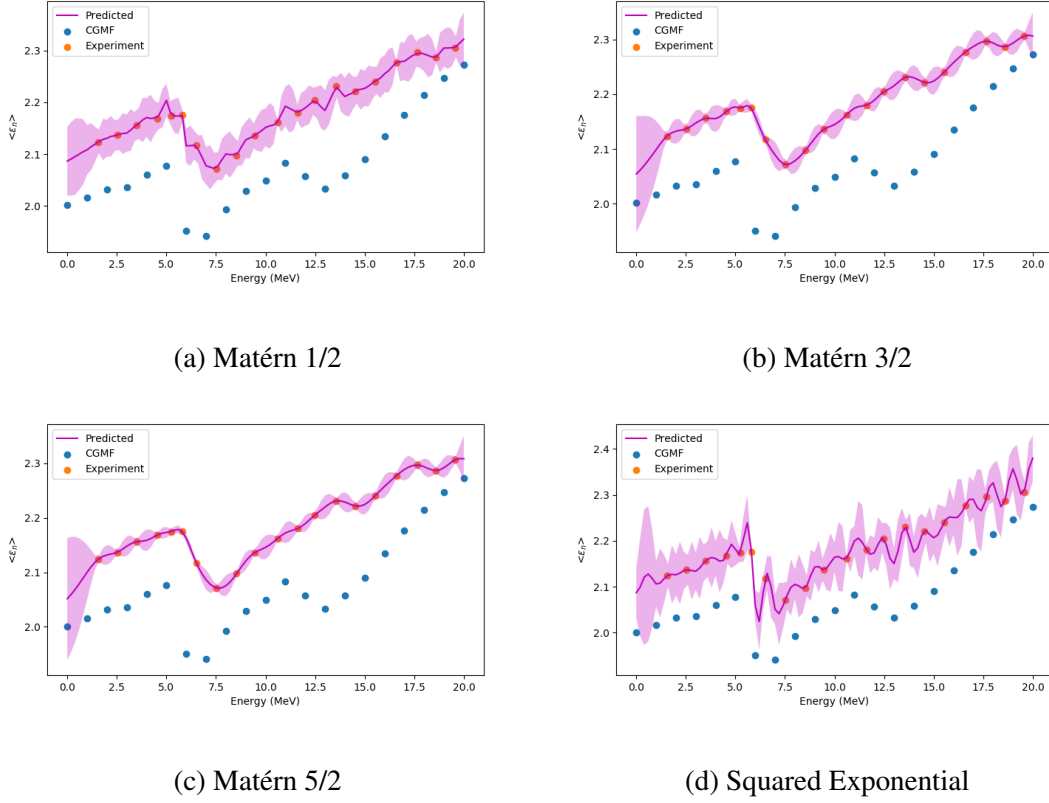 Predicted
CGMF
Experiment
2.3
2.2
2.1
2.0
<εn>
0.0 2.5 5.0 7.5 10.0 12.5 15.0 17.5 20.0
Energy (MeV)
(a) Matérn 1/2
Predicted
CGMF
Experiment
2.3
2.2
2.1
2.0
<εn>
0.0 2.5 5.0 7.5 10.0 12.5 15.0 17.5 20.0
Energy (MeV)
(b) Matérn 3/2
Predicted
CGMF
Experiment
2.3
2.2
2.1
2.0
<εn>
0.0 2.5 5.0 7.5 10.0 12.5 15.0 17.5 20.0
Energy (MeV)
(c) Matérn 5/2
Predicted
CGMF
Experiment
2.4
2.3
2.2
2.1
2.0
<εn>
0.0 2.5 5.0 7.5 10.0 12.5 15.0 17.5 20.0
Energy (MeV)
(d) Squared Exponential